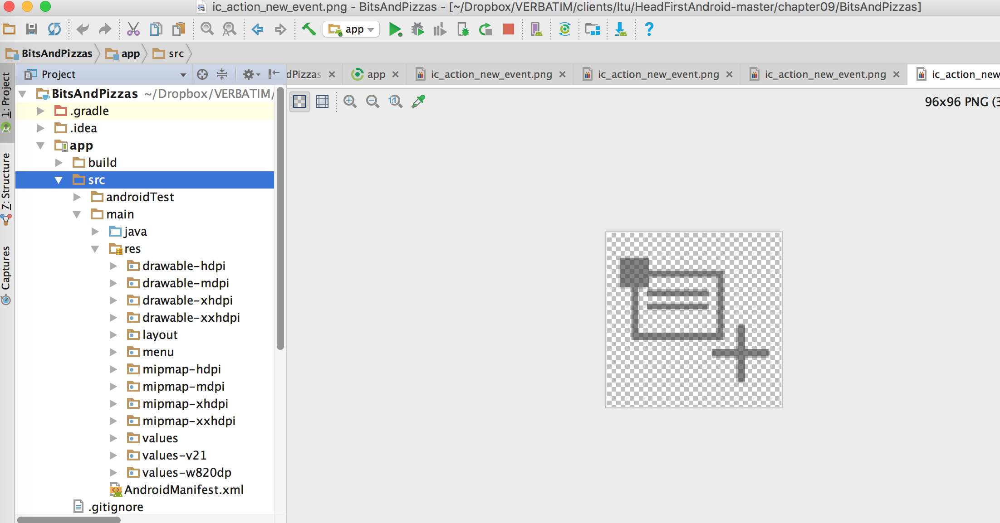 ic_action_new_event.png - BitsAndPizzas - [~/Dropbox/VERBATIM/clients/ltu/HeadFirstAndroid-master/chapter09/BitsAndPizzas]
app
?
BitsAndPizzas app src
Project
dPizzas app ic_action_new_event.png ic_action_new_event.png ic_action_new_event.png ic_action_new
1:1
96x96 PNG (3
1: Project
7: Structure
Captures
BitsAndPizzas ~/Dropbox/VERBATIM/
.gradle
.idea
app
build
src
androidTest
main
java
res
drawable-hdpi
drawable-mdpi
drawable-xhdpi
drawable-xxhdpi
layout
menu
mipmap-hdpi
mipmap-mdpi
mipmap-xhdpi
mipmap-xxhdpi
values
values-v21
values-w820dp
AndroidManifest.xml
.gitignore